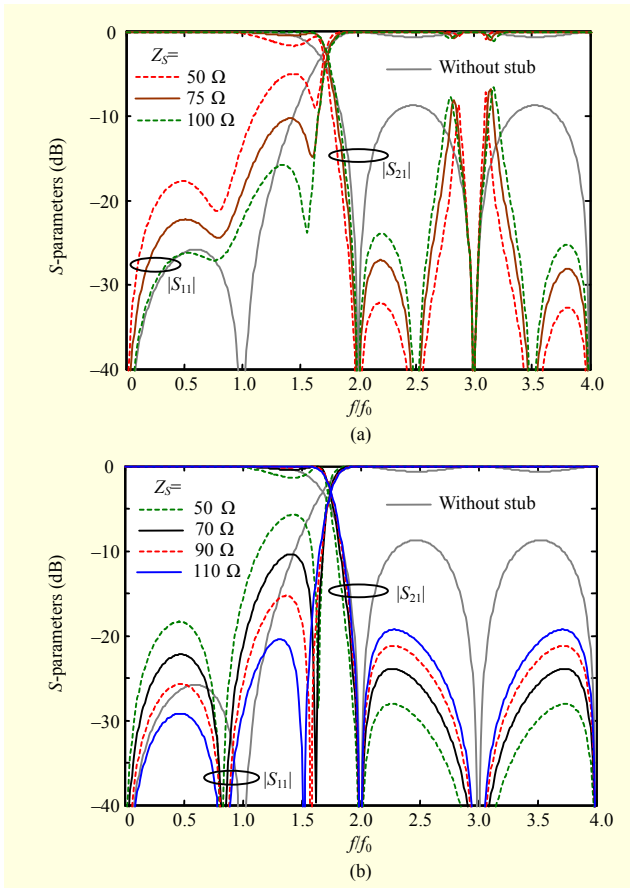 0
Z_S=
50 Ω
75 Ω
100 Ω
Without stub
–10
–20
–30
–40
S-parameters (dB)
|S21|
|S11|
0 0.5 1.0 1.5 2.0 2.5 3.0 3.5 4.0
f/f0
(a)
0
Z_S=
50 Ω
70 Ω
90 Ω
110 Ω
Without stub
–10
–20
–30
–40
S-parameters (dB)
|S21|
|S11|
0 0.5 1.0 1.5 2.0 2.5 3.0 3.5 4.0
f/f0
(b)